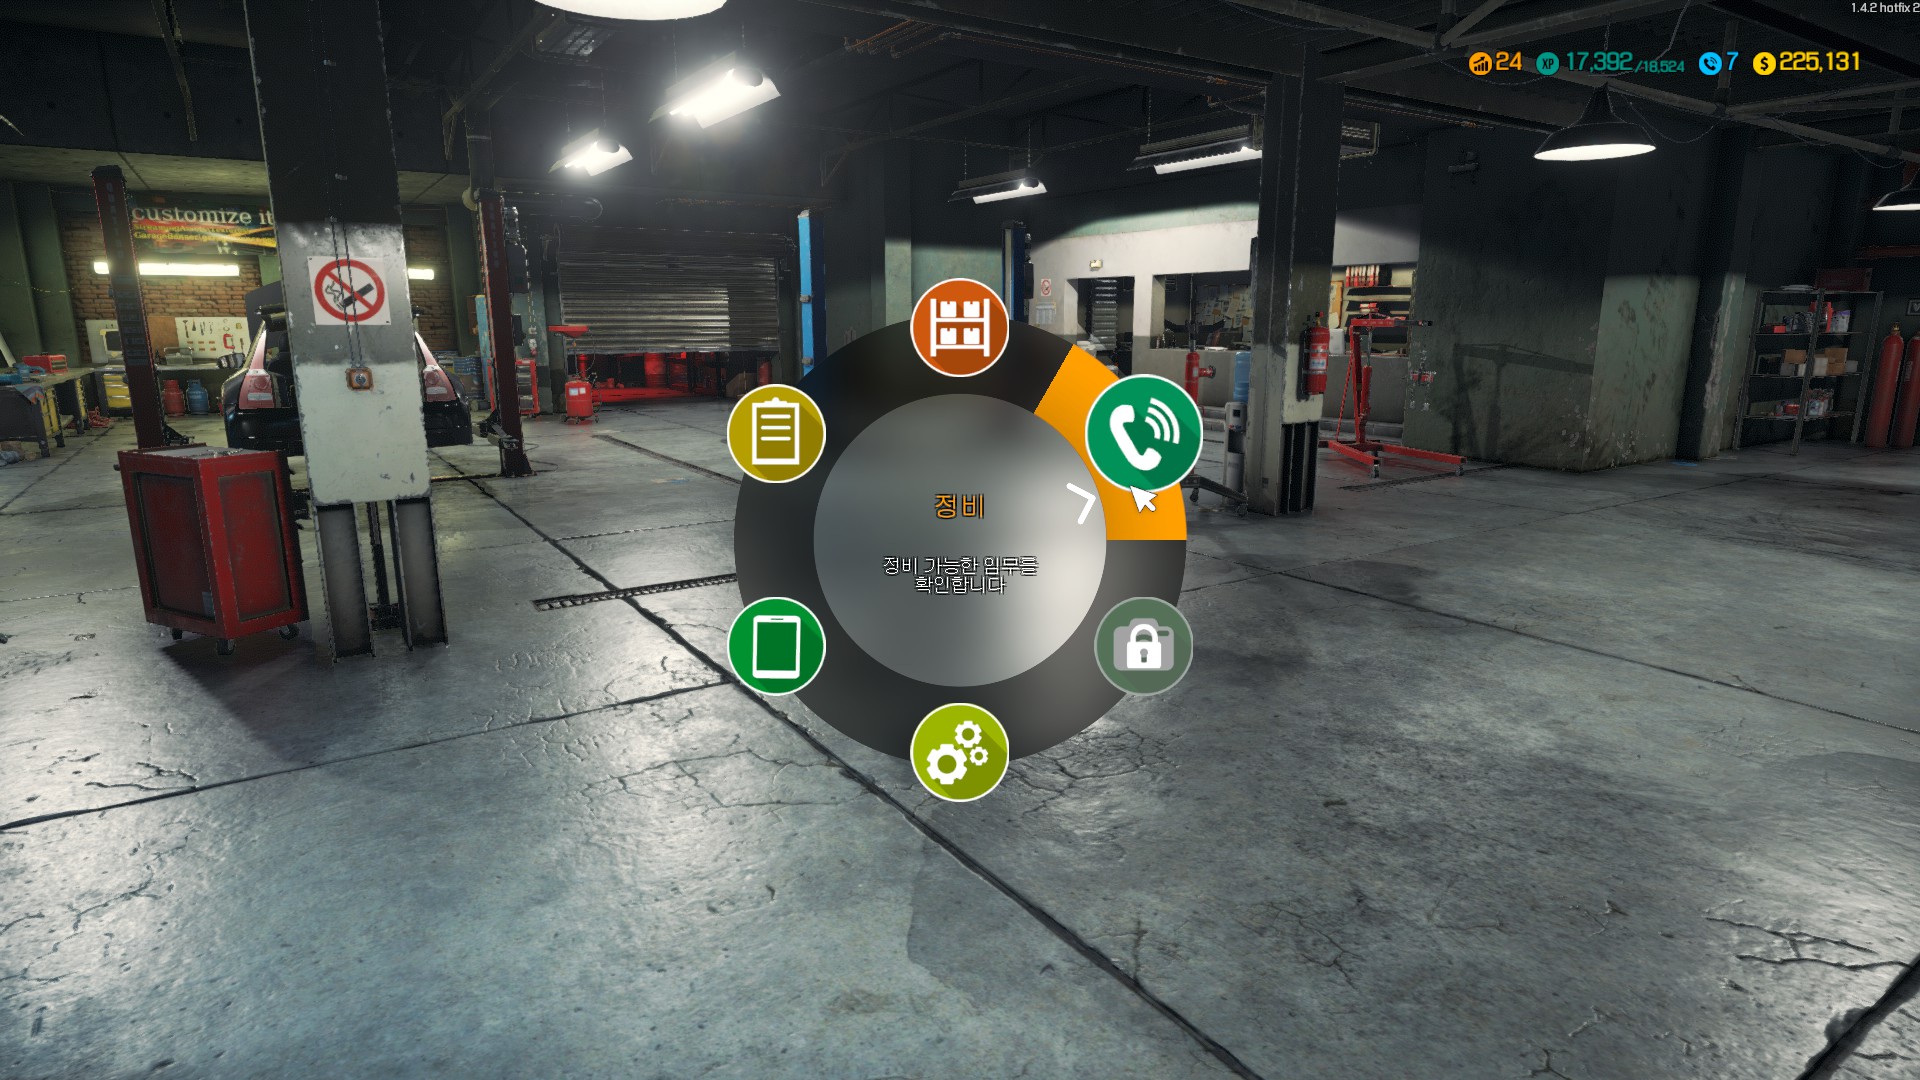 1.4.2 hotfix 2
24 XP 17,392/18,524 7 $ 225,131
customize it
정비
정비 가능한 임무를
확인합니다